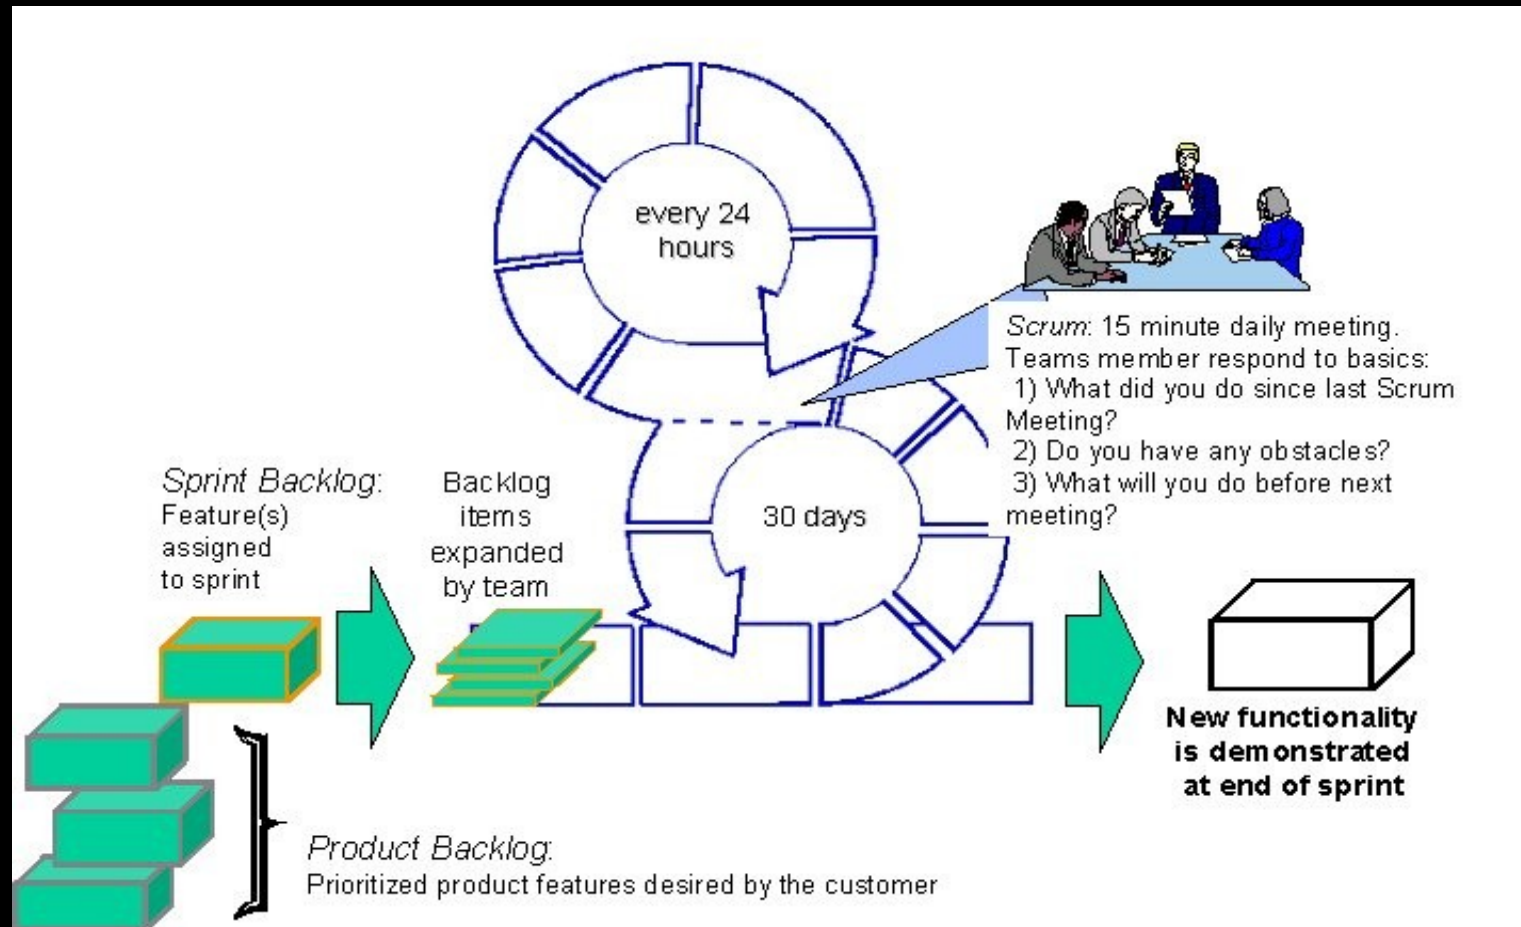 every 24
hours
Scrum: 15 minute daily meeting.
Teams member respond to basics:
1) What did you do since last Scrum
Meeting?
2) Do you have any obstacles?
3) What will you do before next
meeting?
Sprint Backlog:
Feature(s)
assigned
to sprint
Backlog
items
expanded
by team
30 days
New functionality
is demonstrated
at end of sprint
Product Backlog:
Prioritized product features desired by the customer